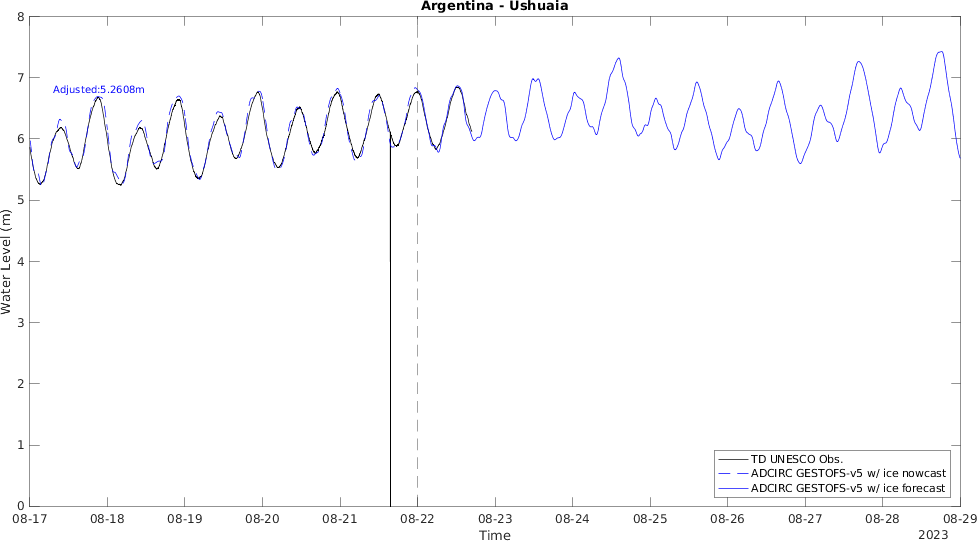 Argentina - Ushuaia
8
7
6
5
4
3
2
1
0
Water Level (m)
Adjusted:5.2608m
TD UNESCO Obs.
ADCIRC GESTOFS-v5 w/ ice nowcast
ADCIRC GESTOFS-v5 w/ ice forecast
08-17 08-18 08-19 08-20 08-21 08-22 08-23 08-24 08-25 08-26 08-27 08-28 08-29
Time
2023